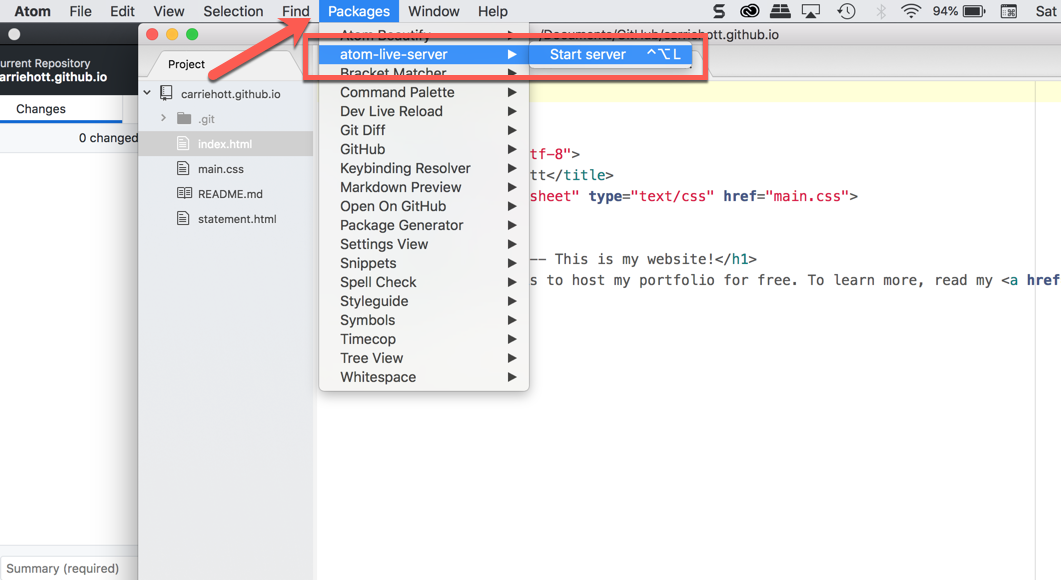 Atom File Edit View Selection Find Packages Window Help 94% Sat
Atom Beautify
~/Documents/GitHub/carriehott.github.io
atom-live-server Start server ^⌥L
Bracket Matcher
Command Palette
Dev Live Reload
Git Diff
GitHub
Keybinding Resolver
Markdown Preview
Open On GitHub
Package Generator
Settings View
Snippets
Spell Check
Styleguide
Symbols
Timecop
Tree View
Whitespace
urrent Repository
arriehott.github.io
Changes
0 changed
Summary (required)
Project
carriehott.github.io
.git
index.html
main.css
README.md
statement.html
tf-8">
tt</title>
sheet" type="text/css" href="main.css">
-- This is my website!</h1>
s to host my portfolio for free. To learn more, read my <a href